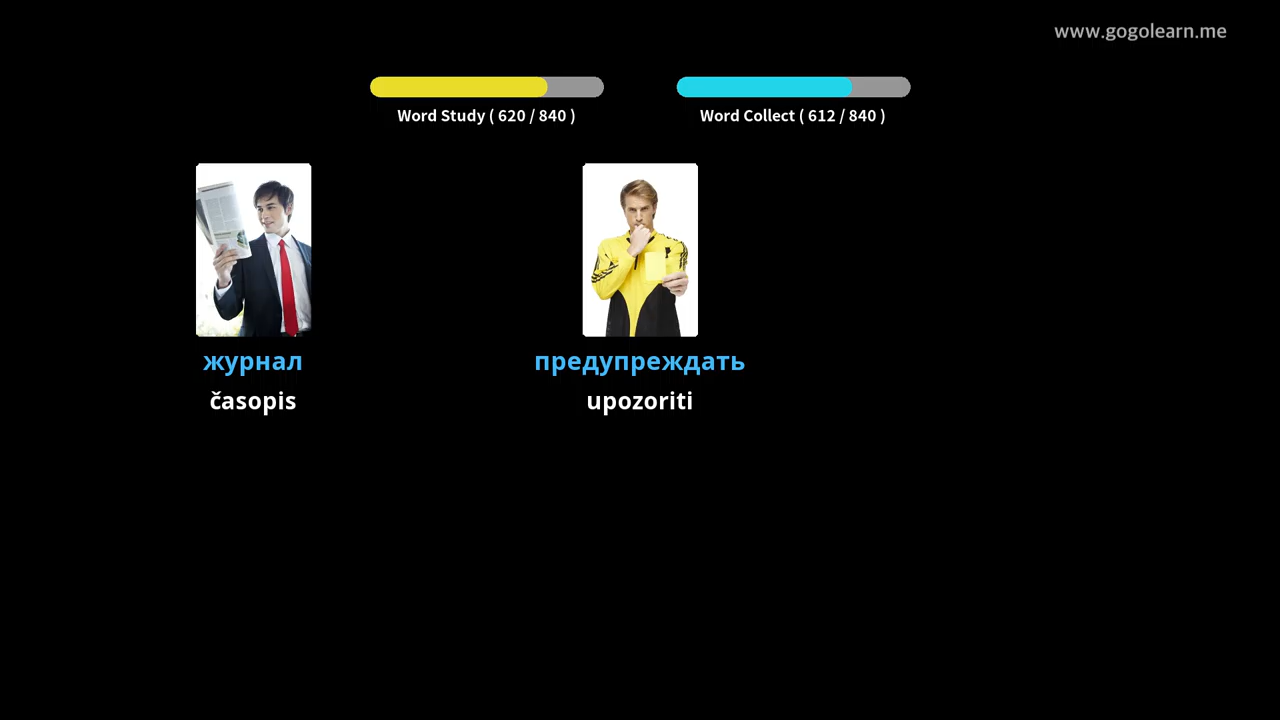 www.gogolearn.me
Word Study ( 620 / 840 )
Word Collect ( 612 / 840 )
журнал
časopis
предупреждать
upozoriti